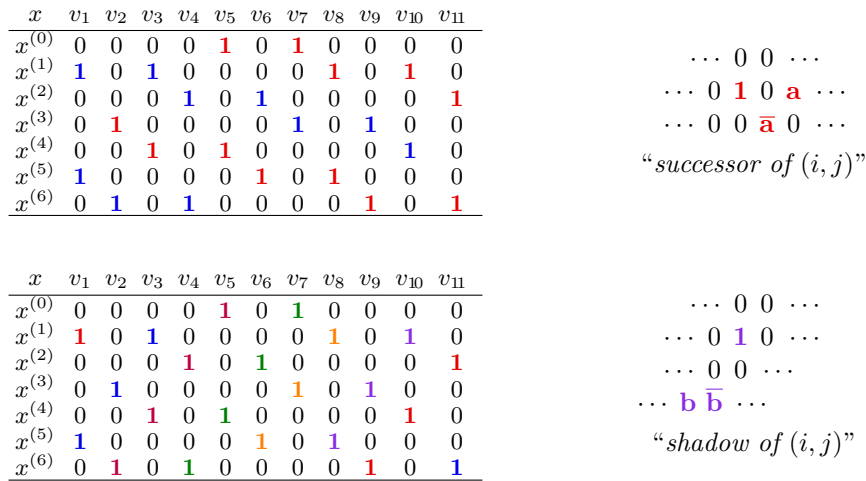 x v₁ v₂ v₃ v₄ v₅ v₆ v₇ v₈ v₉ v₁₀ v₁₁
x⁽⁰⁾ 0 0 0 0 1 0 1 0 0 0 0
x⁽¹⁾ 1 0 1 0 0 0 0 1 0 1 0
x⁽²⁾ 0 0 0 1 0 1 0 0 0 0 1
x⁽³⁾ 0 1 0 0 0 0 1 0 1 0 0
x⁽⁴⁾ 0 0 1 0 1 0 0 0 0 1 0
x⁽⁵⁾ 1 0 0 0 0 1 0 1 0 0 0
x⁽⁶⁾ 0 1 0 1 0 0 0 0 1 0 1
⋯ 0 0 ⋯
⋯ 0 1 0 a ⋯
⋯ 0 0 a̅ 0 ⋯
“successor of (i, j)”
x v₁ v₂ v₃ v₄ v₅ v₆ v₇ v₈ v₉ v₁₀ v₁₁
x⁽⁰⁾ 0 0 0 0 1 0 1 0 0 0 0
x⁽¹⁾ 1 0 1 0 0 0 0 1 0 1 0
x⁽²⁾ 0 0 0 1 0 1 0 0 0 0 1
x⁽³⁾ 0 1 0 0 0 0 1 0 1 0 0
x⁽⁴⁾ 0 0 1 0 1 0 0 0 0 1 0
x⁽⁵⁾ 1 0 0 0 0 1 0 1 0 0 0
x⁽⁶⁾ 0 1 0 1 0 0 0 0 1 0 1
⋯ 0 0 ⋯
⋯ 0 1 0 ⋯
⋯ 0 0 ⋯
⋯ b b̅ ⋯
“shadow of (i, j)”